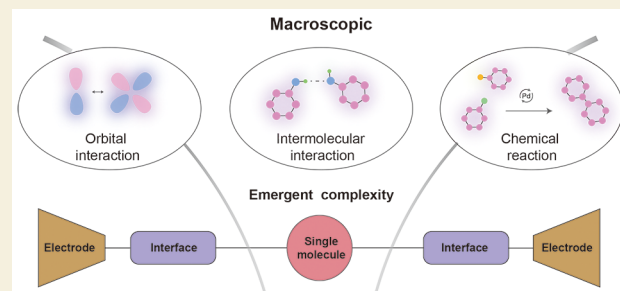 Macroscopic
Orbital
interaction
Intermolecular
interaction
Pd
Chemical
reaction
Emergent complexity
Electrode
Interface
Single
molecule
Interface
Electrode